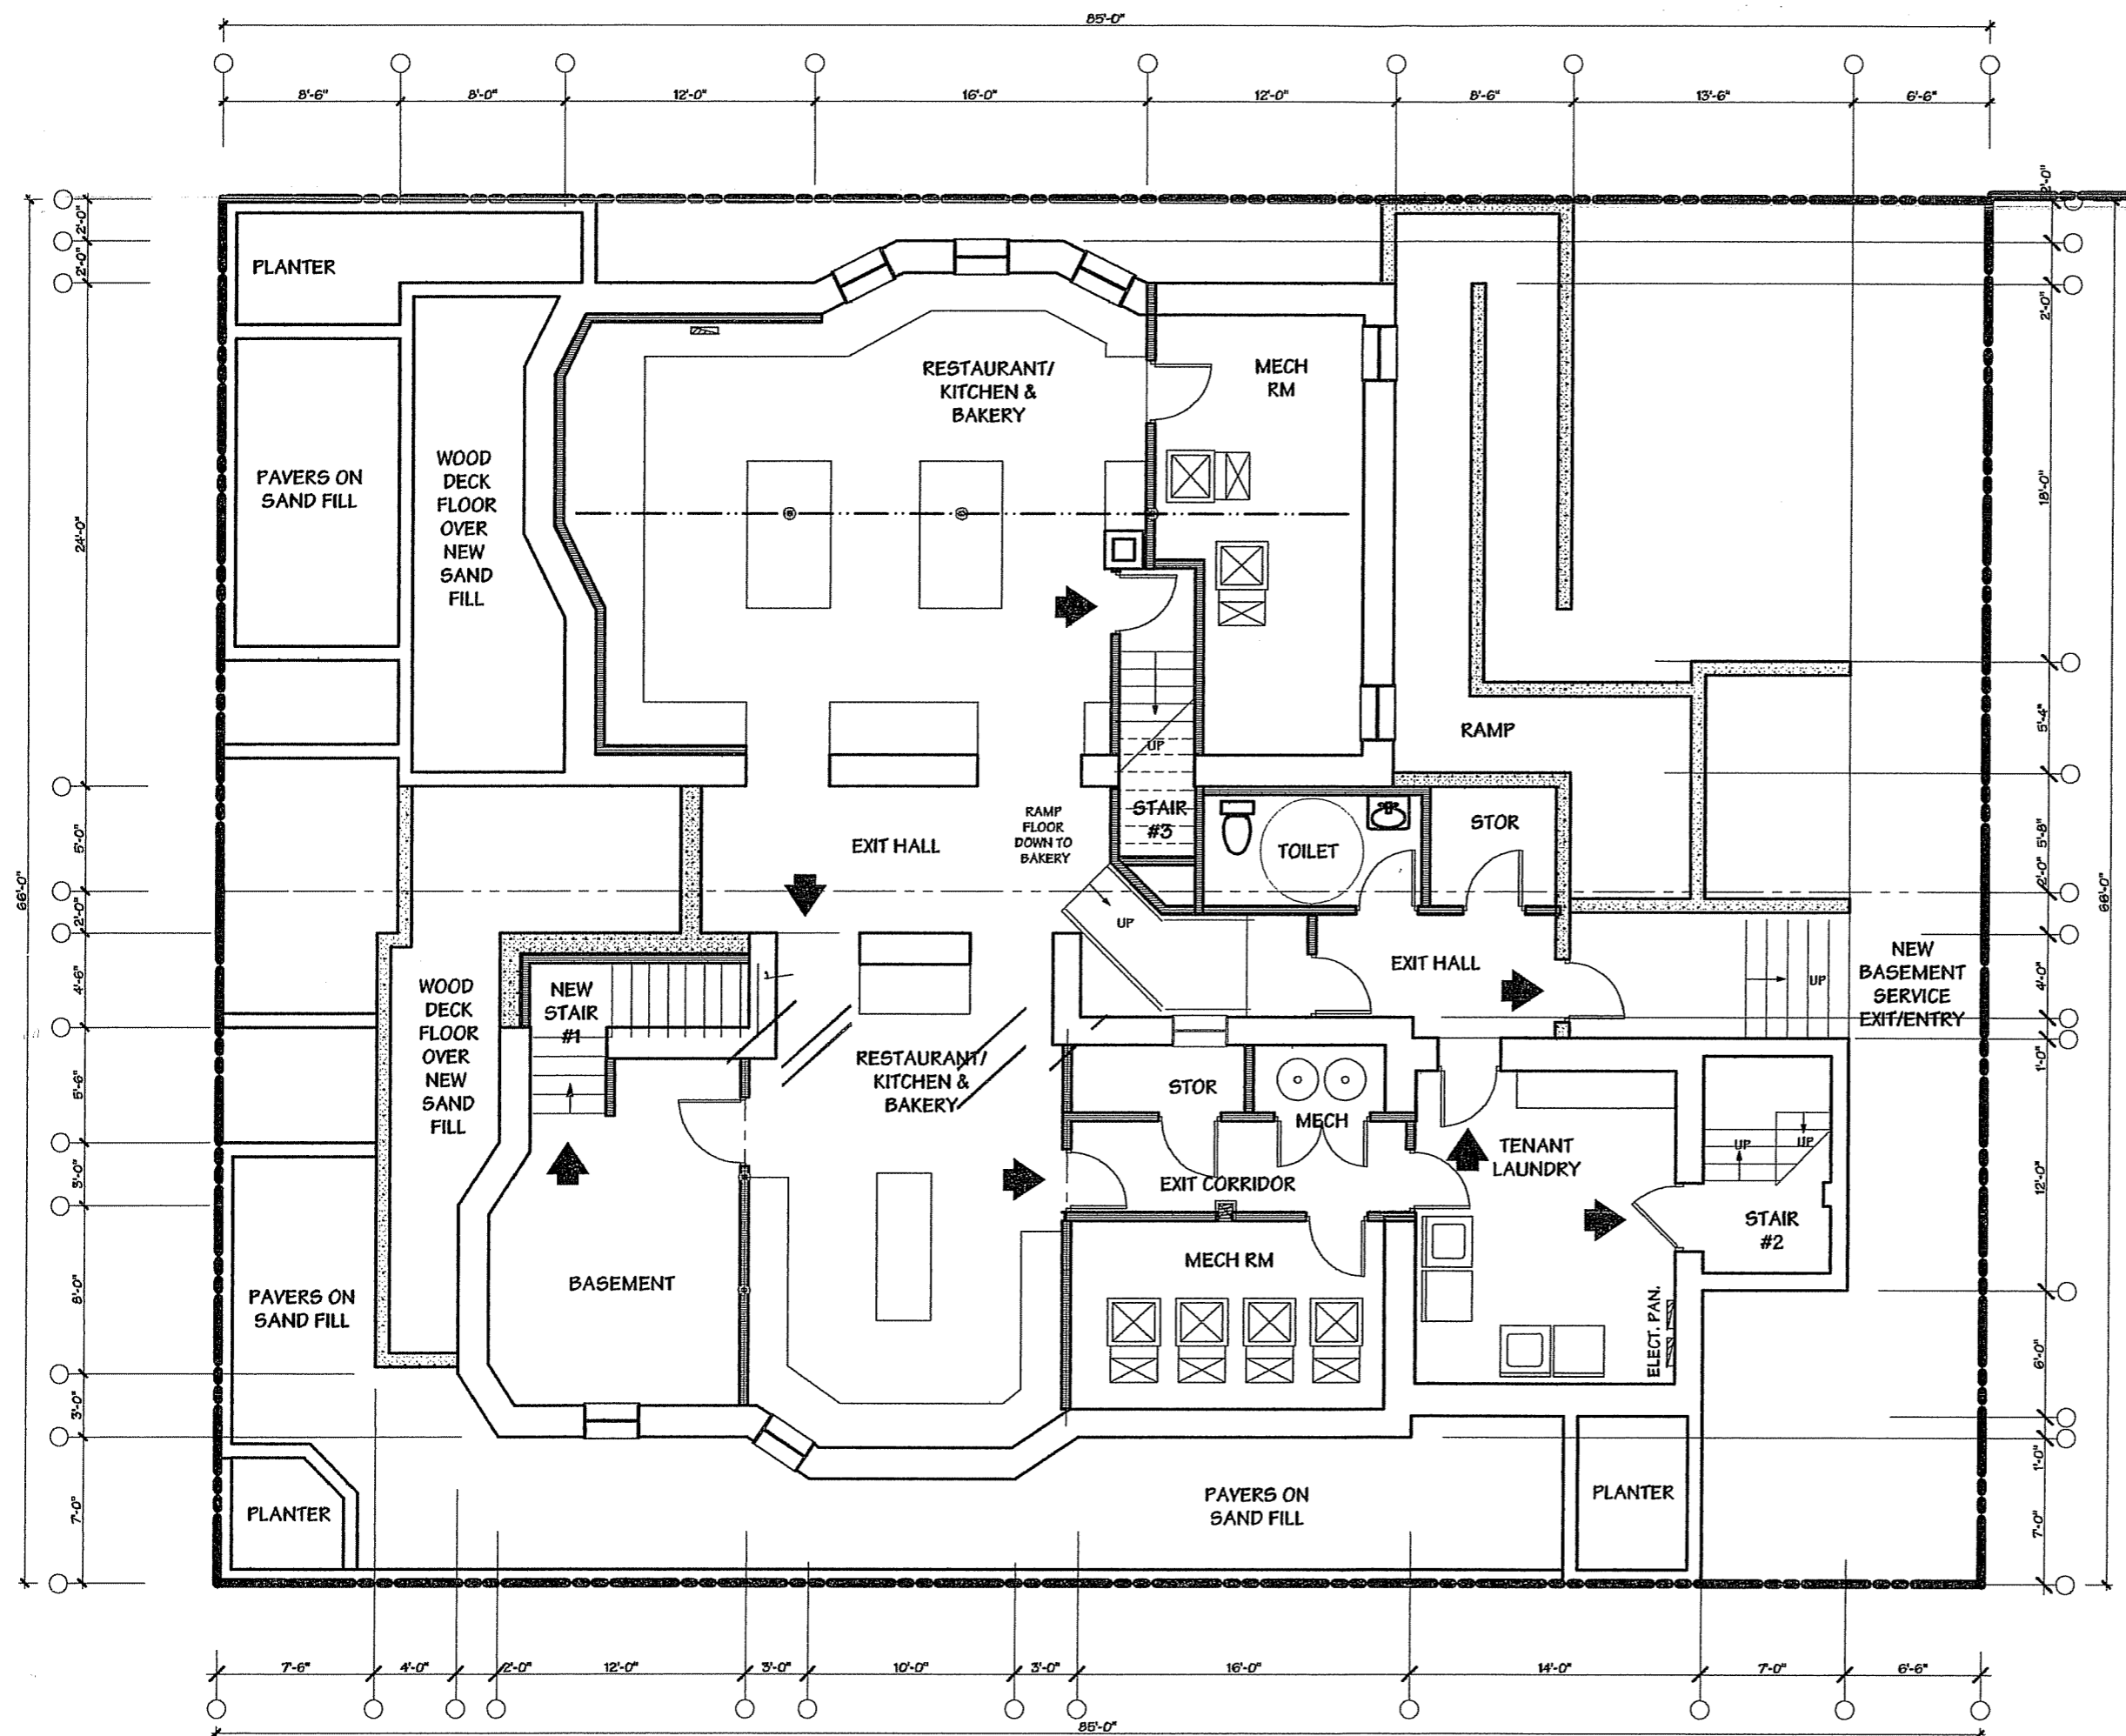 85'-0"
8'-6"
8'-0"
12'-0"
16'-0"
12'-0"
8'-6"
13'-6"
6'-6"
2'-0"
2'-0"
24'-0"
5'-0"
2'-0"
4'-6"
5'-6"
3'-0"
8'-0"
3'-0"
7'-0"
66'-0"
PLANTER
PAVERS ON
SAND FILL
WOOD
DECK
FLOOR
OVER
NEW
SAND
FILL
RESTAURANT/
KITCHEN &
BAKERY
MECH
RM
UP
STAIR
#3
RAMP
EXIT HALL
RAMP
FLOOR
DOWN TO
BAKERY
TOILET
STOR
UP
EXIT HALL
UP
NEW
BASEMENT
SERVICE
EXIT/ENTRY
WOOD
DECK
FLOOR
OVER
NEW
SAND
FILL
NEW
STAIR
#1
RESTAURANT/
KITCHEN &
BAKERY
STOR
MECH
EXIT CORRIDOR
TENANT
LAUNDRY
UP
UP
STAIR
#2
BASEMENT
MECH RM
ELECT. PAN.
PAVERS ON
SAND FILL
PLANTER
PAVERS ON
SAND FILL
PLANTER
2'-0"
2'-0"
18'-0"
5'-4"
5'-8"
2'-0"
4'-0"
1'-0"
12'-0"
6'-0"
1'-0"
7'-0"
66'-0"
7'-6"
4'-0"
2'-0"
12'-0"
3'-0"
10'-0"
3'-0"
16'-0"
14'-0"
7'-0"
6'-6"
85'-0"